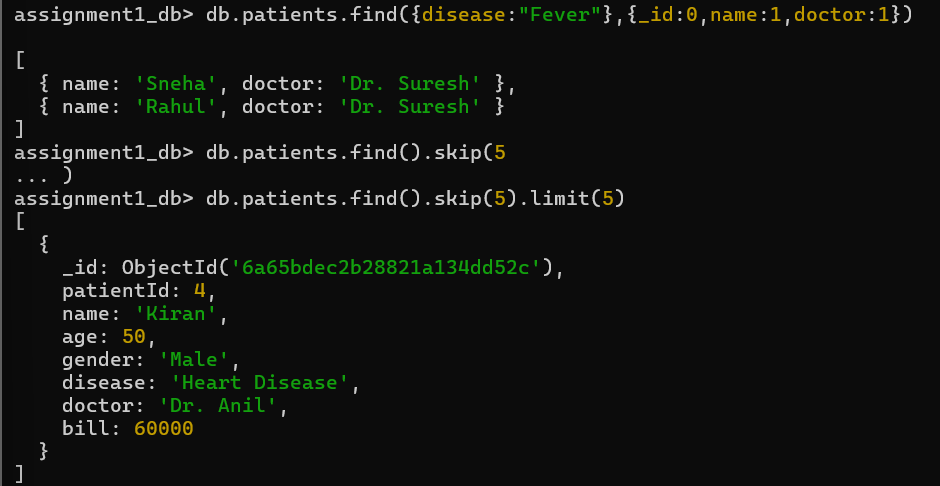 assignment1_db> db.patients.find({disease:"Fever"},{_id:0,name:1,doctor:1})
[
  { name: 'Sneha', doctor: 'Dr. Suresh' },
  { name: 'Rahul', doctor: 'Dr. Suresh' }
]
assignment1_db> db.patients.find().skip(5
... )
assignment1_db> db.patients.find().skip(5).limit(5)
[
  {
    _id: ObjectId('6a65bdec2b28821a134dd52c'),
    patientId: 4,
    name: 'Kiran',
    age: 50,
    gender: 'Male',
    disease: 'Heart Disease',
    doctor: 'Dr. Anil',
    bill: 60000
  }
]